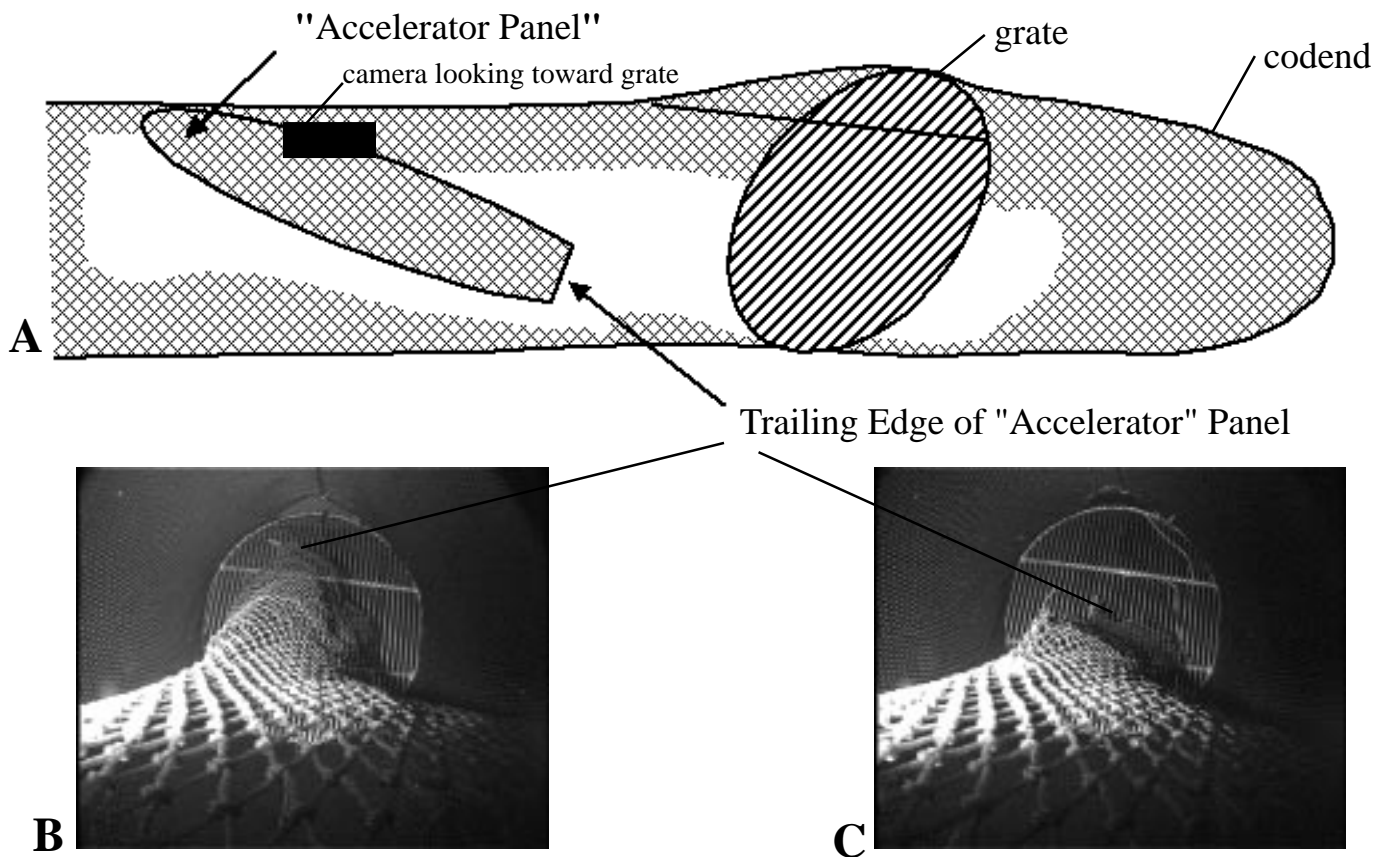 "Accelerator Panel"
grate
camera looking toward grate
codend
A
Trailing Edge of "Accelerator" Panel
B
C